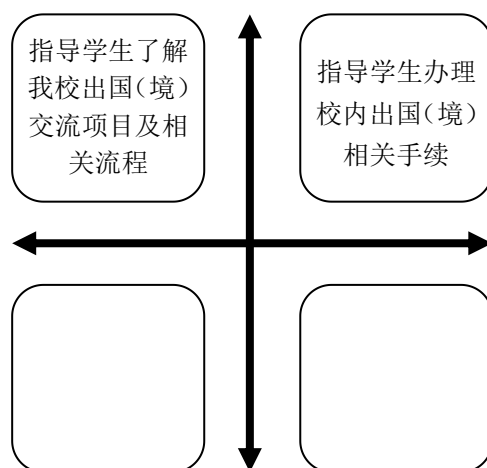 指导学生了解
我校出国（境）
交流项目及相
关流程
指导学生办理
校内出国（境）
相关手续